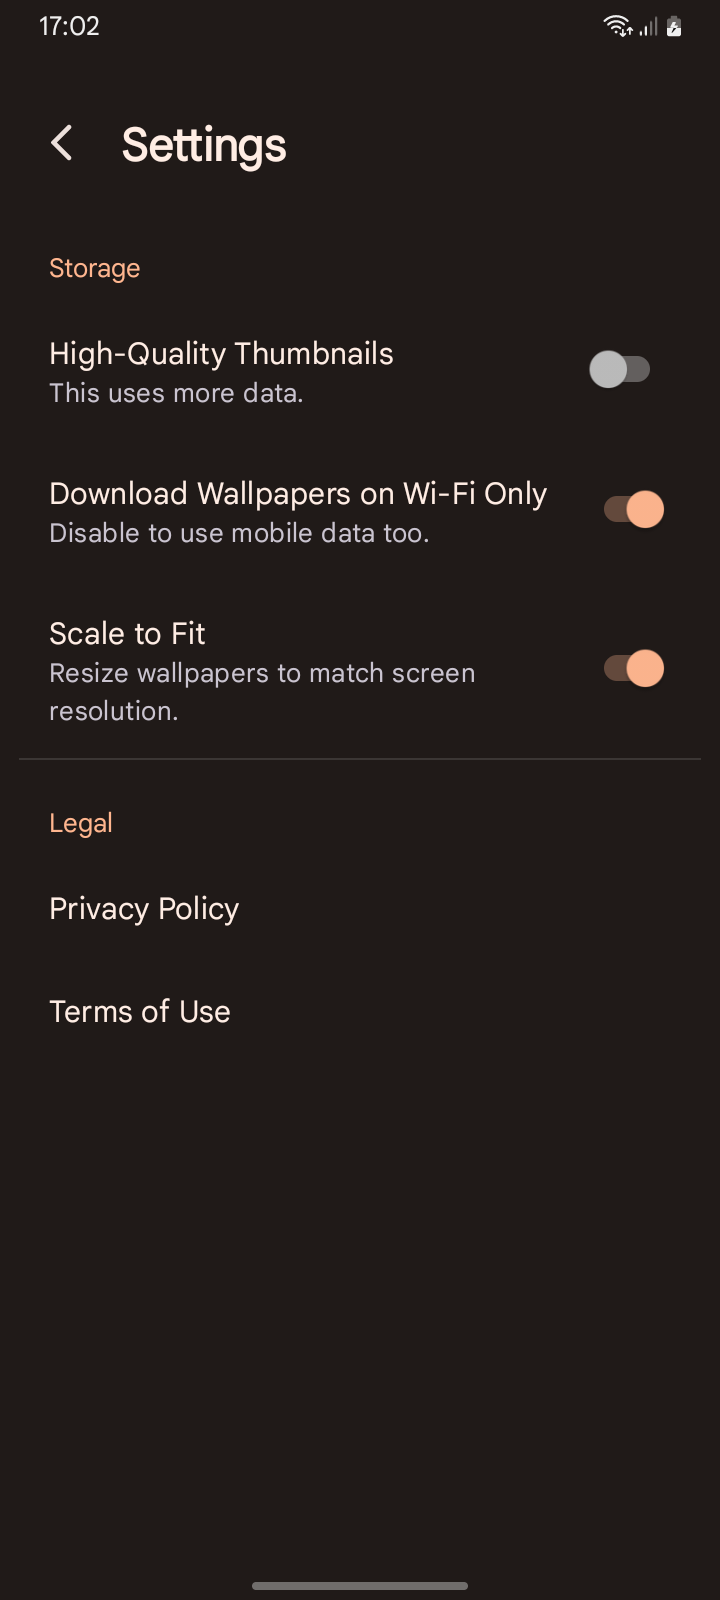 17:02
Settings
Storage
High-Quality Thumbnails
This uses more data.
Download Wallpapers on Wi-Fi Only
Disable to use mobile data too.
Scale to Fit
Resize wallpapers to match screen
resolution.
Legal
Privacy Policy
Terms of Use